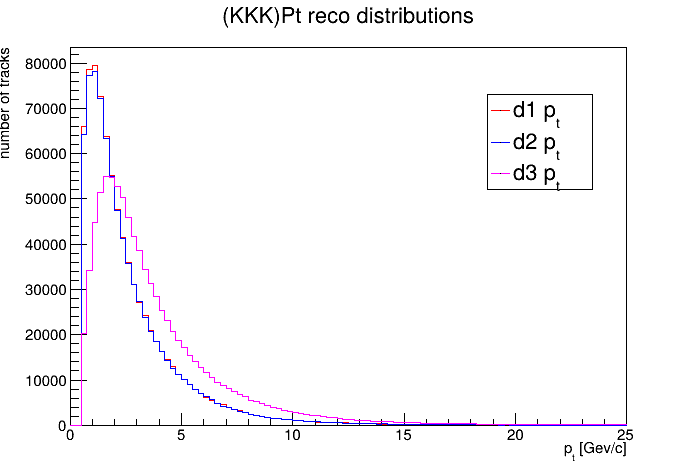 (KKK)Pt reco distributions
number of tracks
80000
70000
60000
50000
40000
30000
20000
10000
0
0 5 10 15 20 25
p_t [Gev/c]
d1 p_t
d2 p_t
d3 p_t